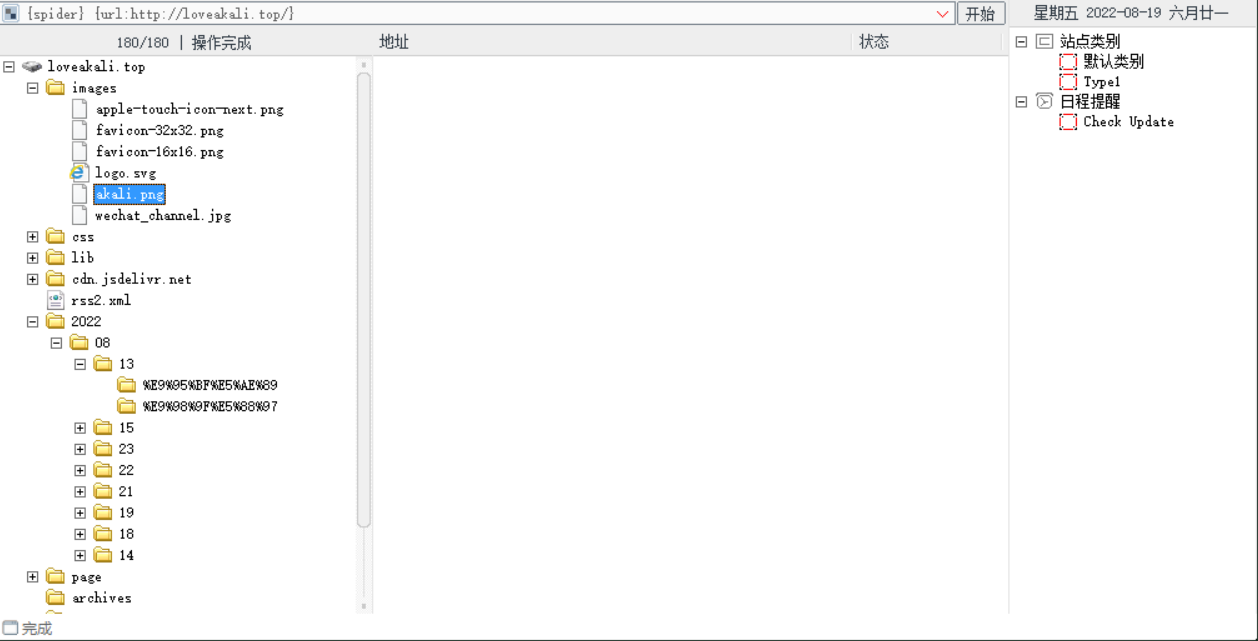 {spider} {url:http://loveakali.top/} 开始 星期五 2022-08-19 六月廿一
180/180 | 操作完成 地址 状态
loveakali.top
images
apple-touch-icon-next.png
favicon-32x32.png
favicon-16x16.png
logo.svg
akali.png
wechat_channel.jpg
css
lib
cdn.jsdelivr.net
rss2.xml
2022
08
13
%E9%95%BF%E5%AE%89
%E9%98%9F%E5%88%97
15
23
22
21
19
18
14
page
archives
完成
站点类别
默认类别
Type1
日程提醒
Check Update